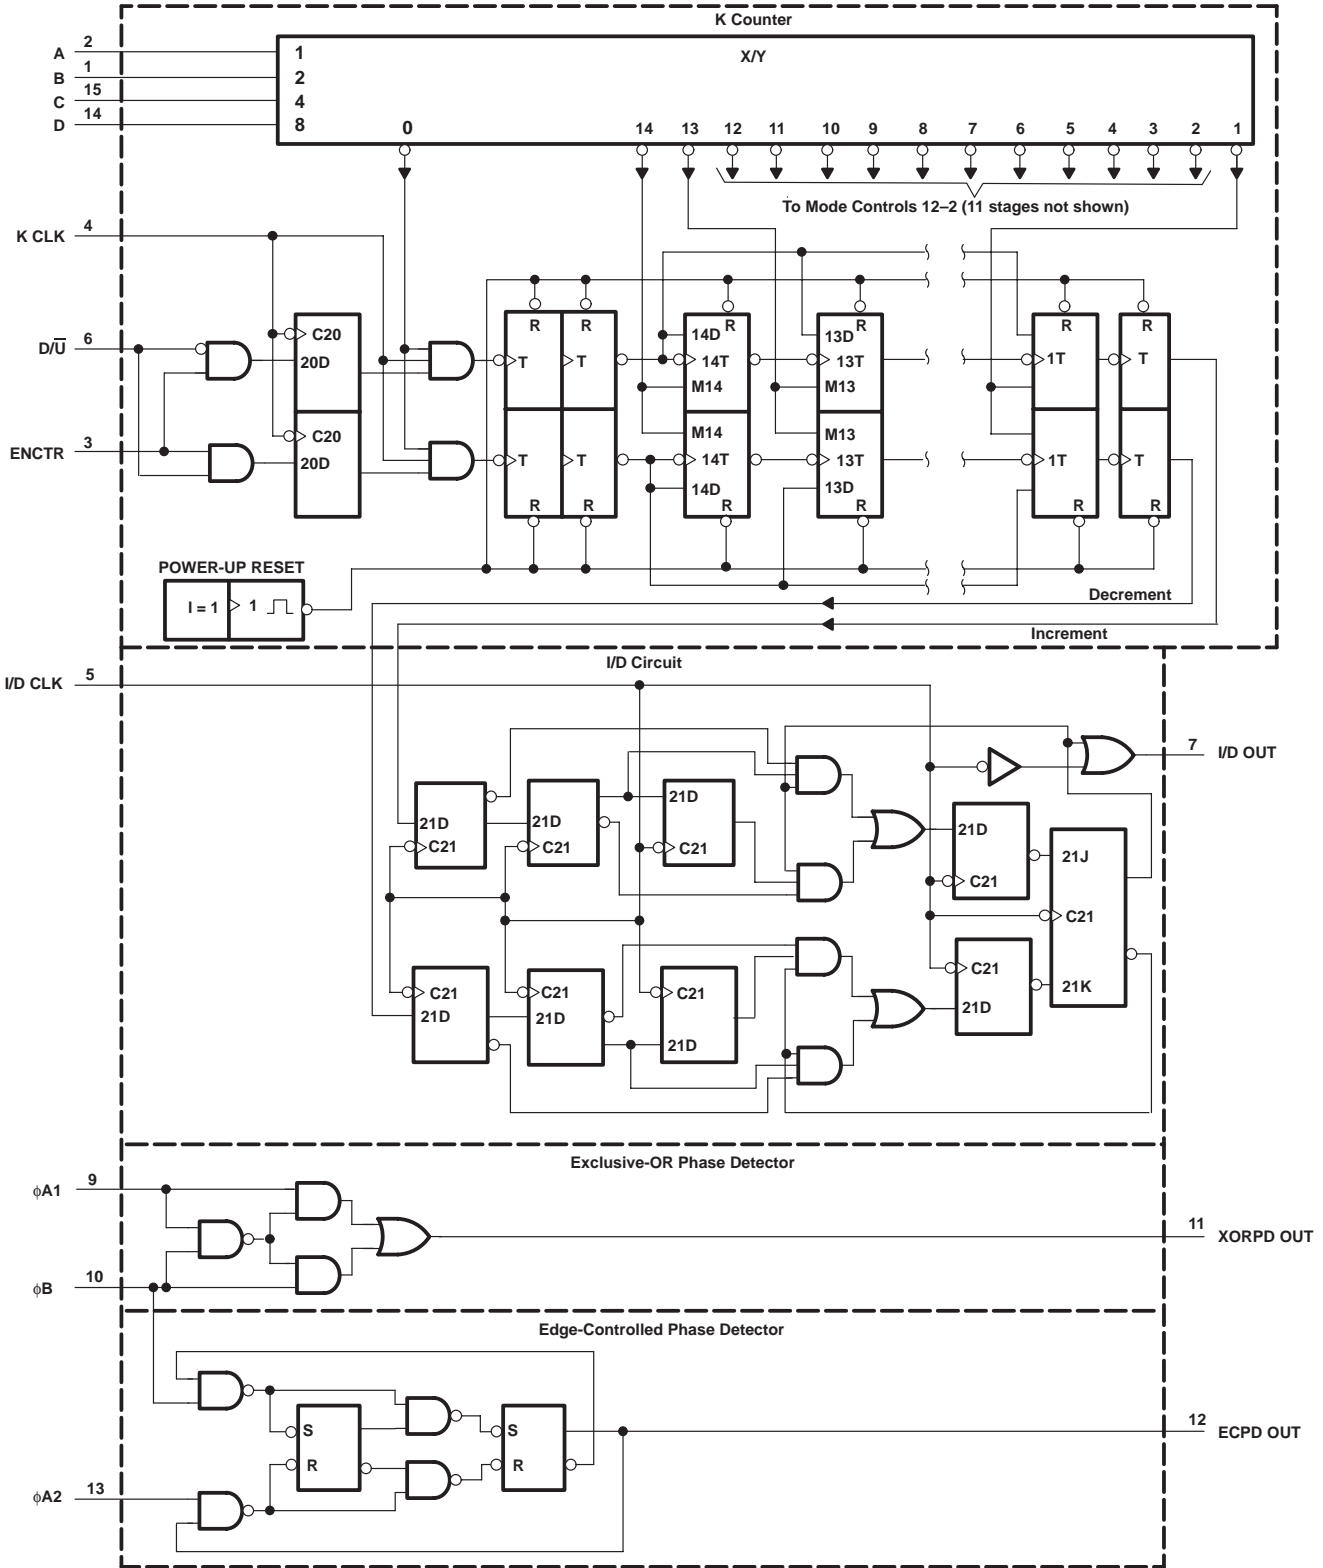 K Counter
A 2
B 1
C 15
D 14
1
2
4
8
X/Y
0 14 13 12 11 10 9 8 7 6 5 4 3 2 1
To Mode Controls 12–2 (11 stages not shown)
K CLK 4
D/U̅ 6
ENCTR 3
C20
20D
C20
20D
R R R R R R
T T 14D 14T M14 13D 13T M13 1T T
T T M14 14T 14D M13 13T 13D 1T T
R R R R R R
POWER-UP RESET
I = 1 1
Decrement
Increment
I/D Circuit
I/D CLK 5
7 I/D OUT
21D
C21
21D
C21
21D
C21
21D
C21
21J
C21
21K
C21
21D
C21
21D
C21
21D
C21
21D
Exclusive-OR Phase Detector
ϕA1 9
ϕB 10
11 XORPD OUT
Edge-Controlled Phase Detector
S
R
S
R
12 ECPD OUT
ϕA2 13